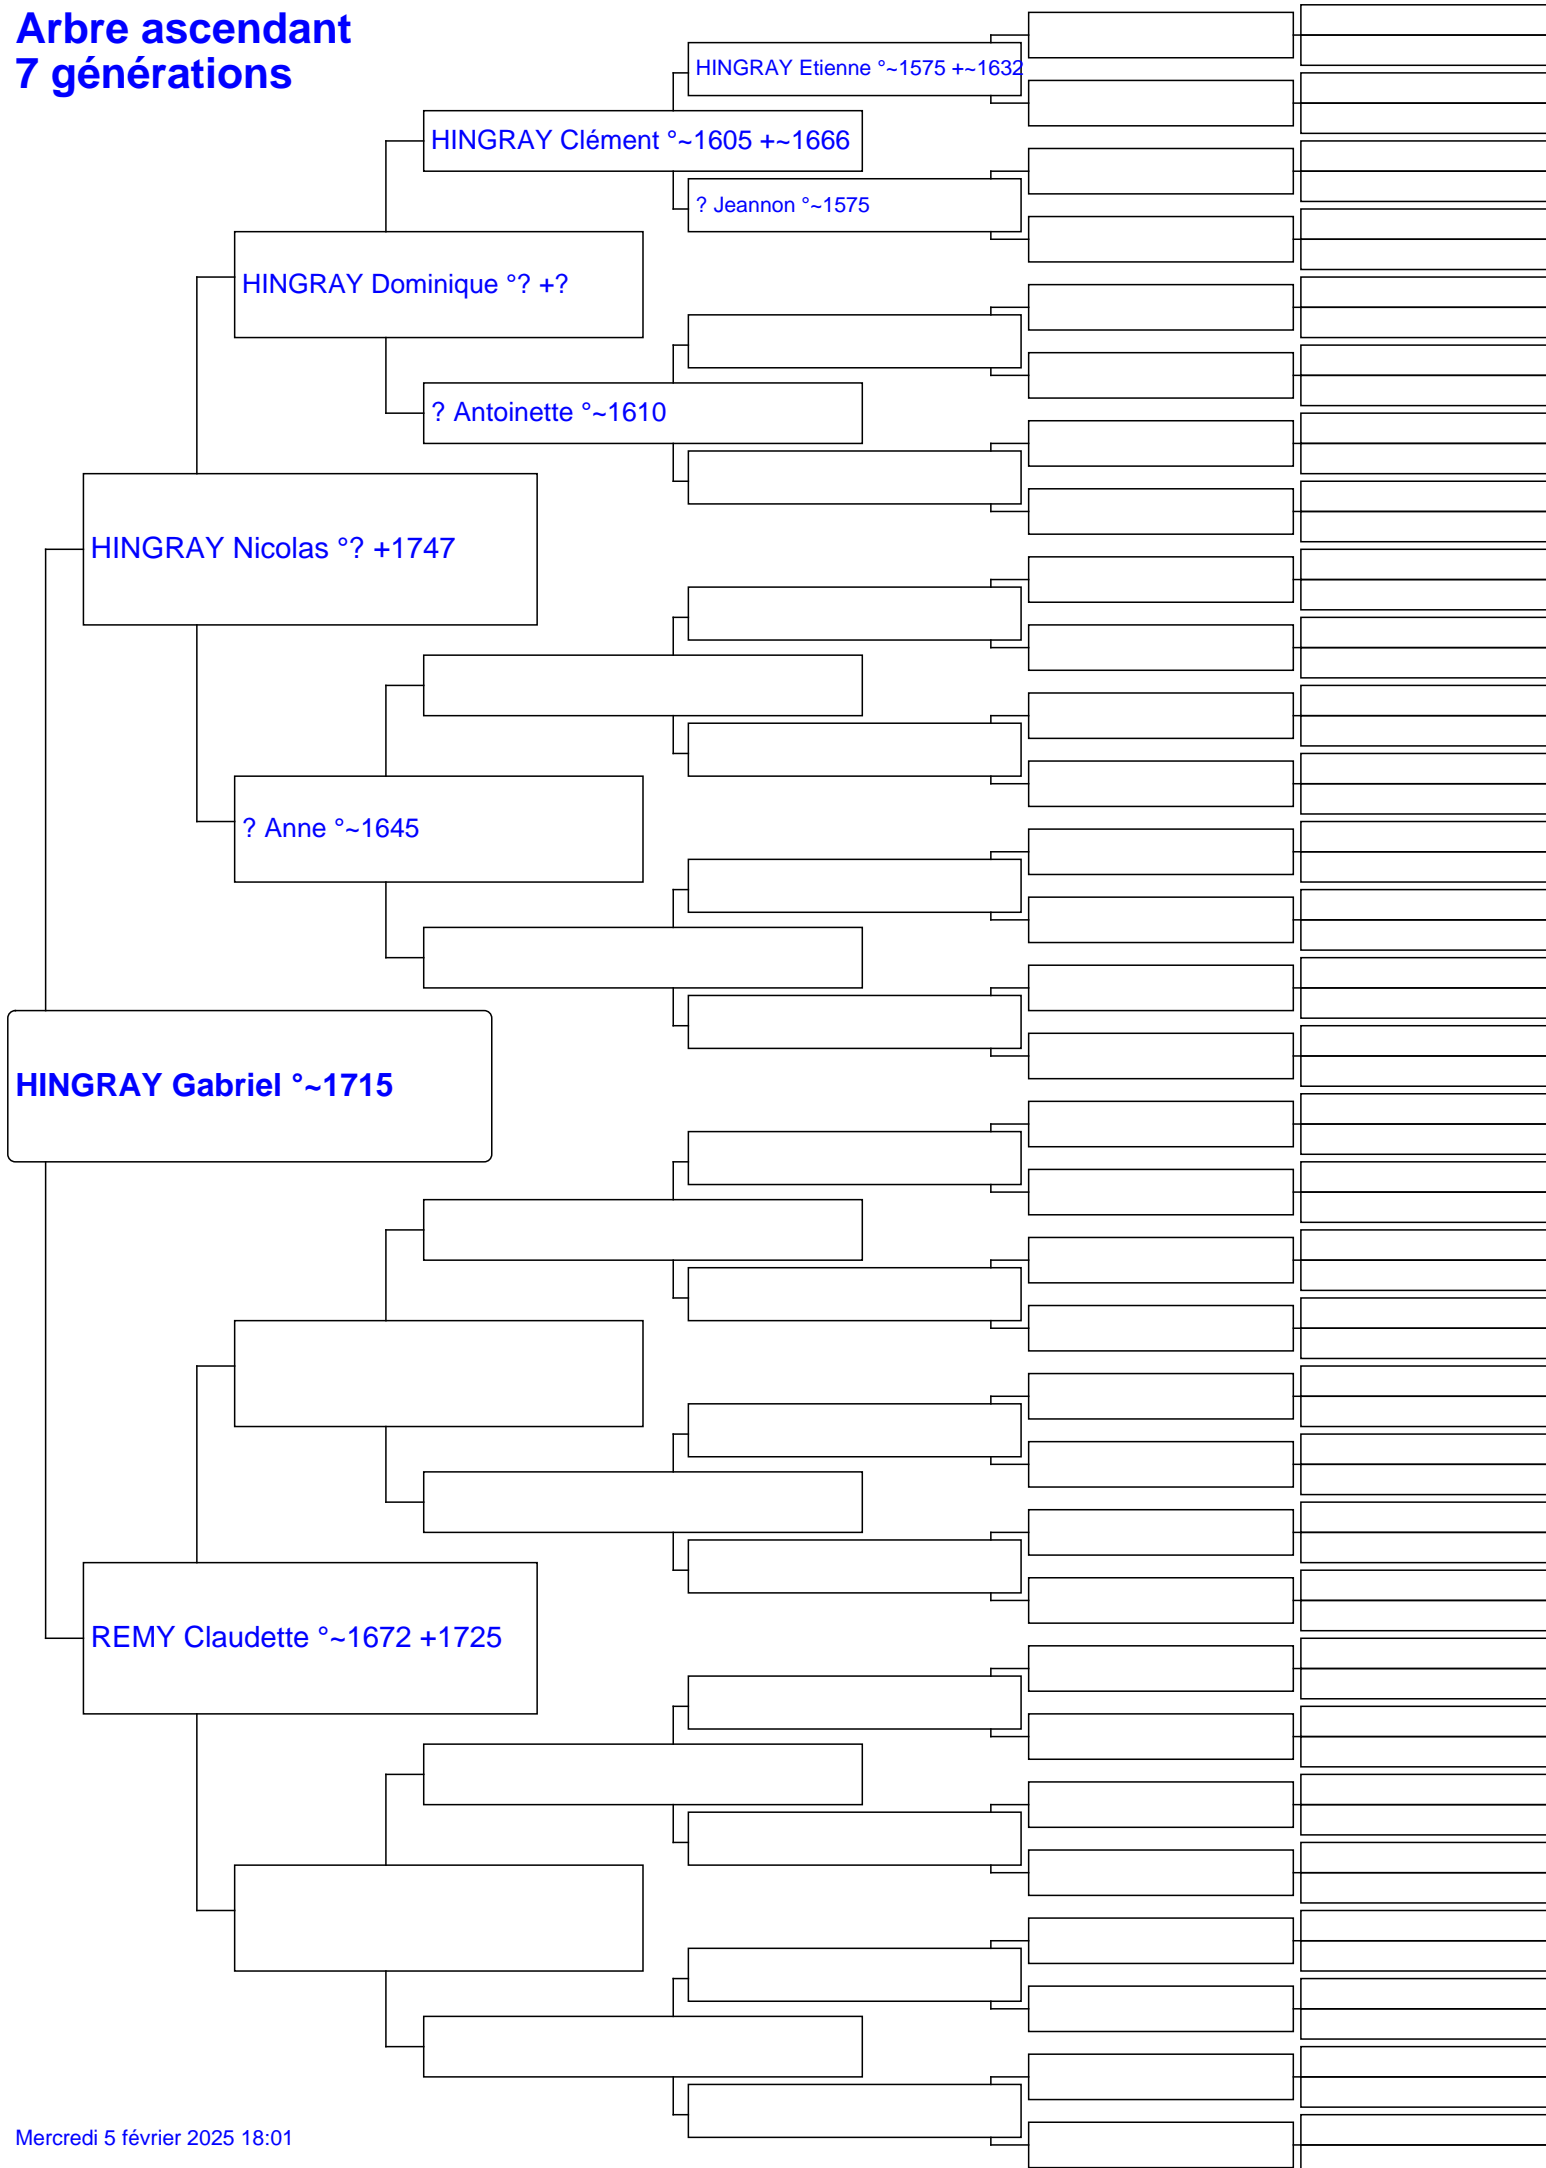 Arbre ascendant
7 générations
HINGRAY Etienne °~1575 +~1632
HINGRAY Clément °~1605 +~1666
? Jeannon °~1575
HINGRAY Dominique °? +?
? Antoinette °~1610
HINGRAY Nicolas °? +1747
? Anne °~1645
HINGRAY Gabriel °~1715
REMY Claudette °~1672 +1725
Mercredi 5 février 2025 18:01